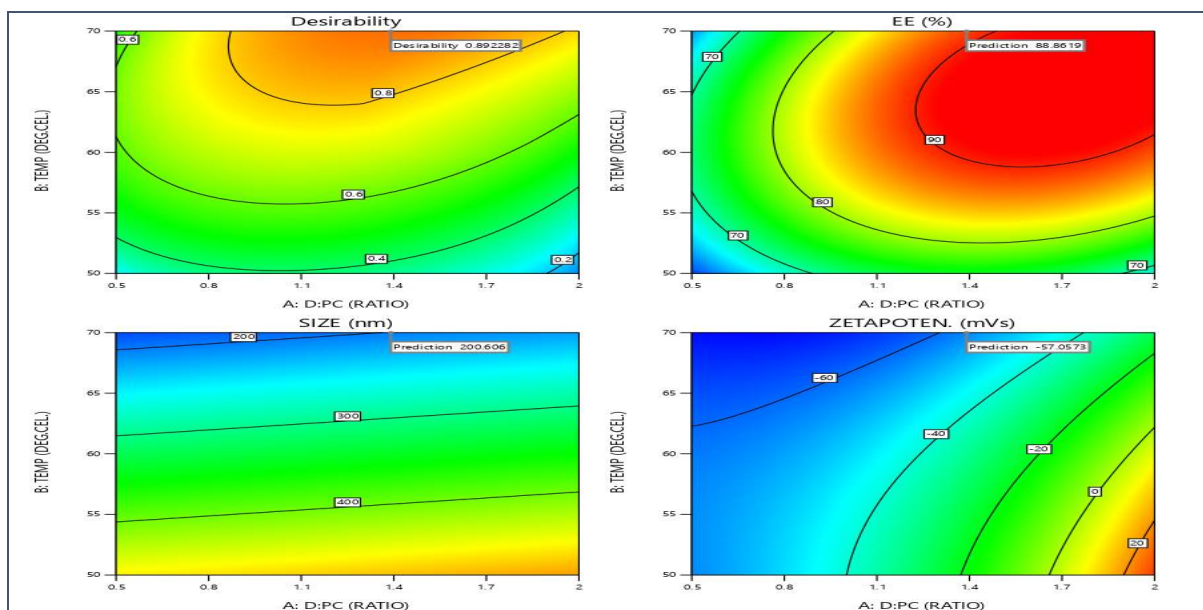 Desirability
70
0.6
Desirability 0.892282
65
0.8
B: TEMP (DEG.CEL)
60
0.6
55
0.4
0.2
50
0.5 0.8 1.1 1.4 1.7 2
A: D:PC (RATIO)
EE (%)
70
70
Prediction 88.8619
65
90
B: TEMP (DEG.CEL)
60
80
55
70
70
50
0.5 0.8 1.1 1.4 1.7 2
A: D:PC (RATIO)
SIZE (nm)
70
200
Prediction 200.606
65
300
B: TEMP (DEG.CEL)
60
400
55
50
0.5 0.8 1.1 1.4 1.7 2
A: D:PC (RATIO)
ZETAPOTEN. (mVs)
70
Prediction -57.0573
-60
65
-40
B: TEMP (DEG.CEL)
60
-20
0
55
20
50
0.5 0.8 1.1 1.4 1.7 2
A: D:PC (RATIO)